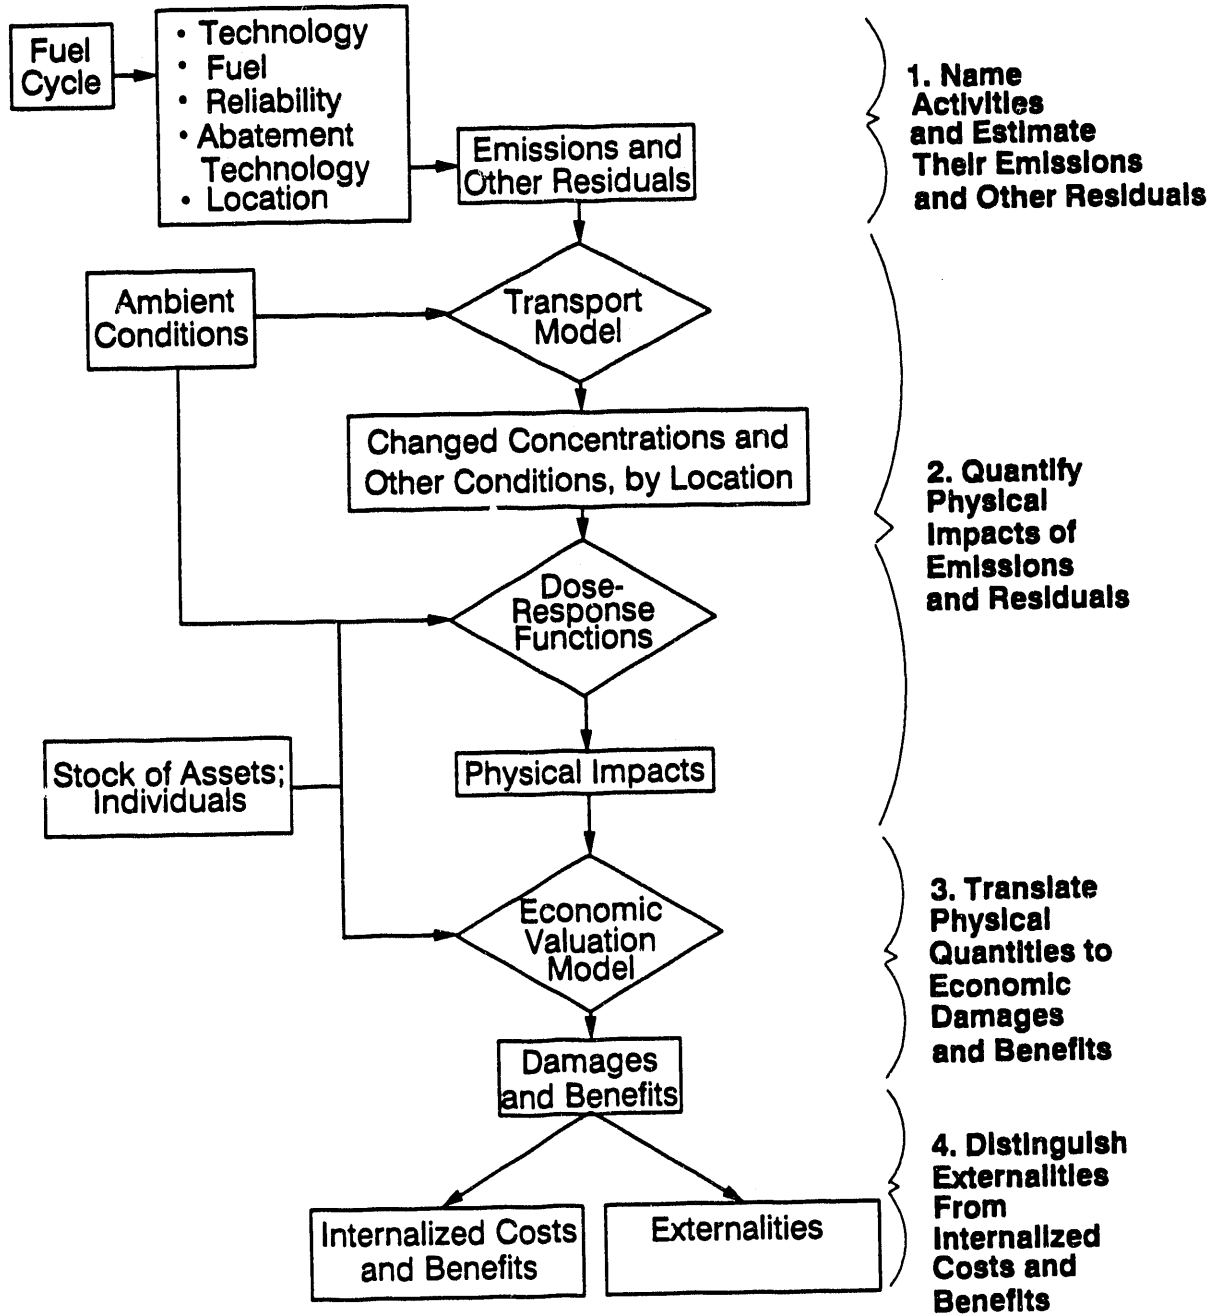 Fuel
Cycle
• Technology
• Fuel
• Reliability
• Abatement
Technology
• Location
Emissions and
Other Residuals
1. Name
Activities
and Estimate
Their Emissions
and Other Residuals
Ambient
Conditions
Transport
Model
Changed Concentrations and
Other Conditions, by Location
2. Quantify
Physical
Impacts of
Emissions
and Residuals
Dose-
Response
Functions
Stock of Assets;
Individuals
Physical Impacts
Economic
Valuation
Model
3. Translate
Physical
Quantities to
Economic
Damages
and Benefits
Damages
and Benefits
4. Distinguish
Externalities
From
Internalized
Costs and
Benefits
Internalized Costs
and Benefits
Externalities